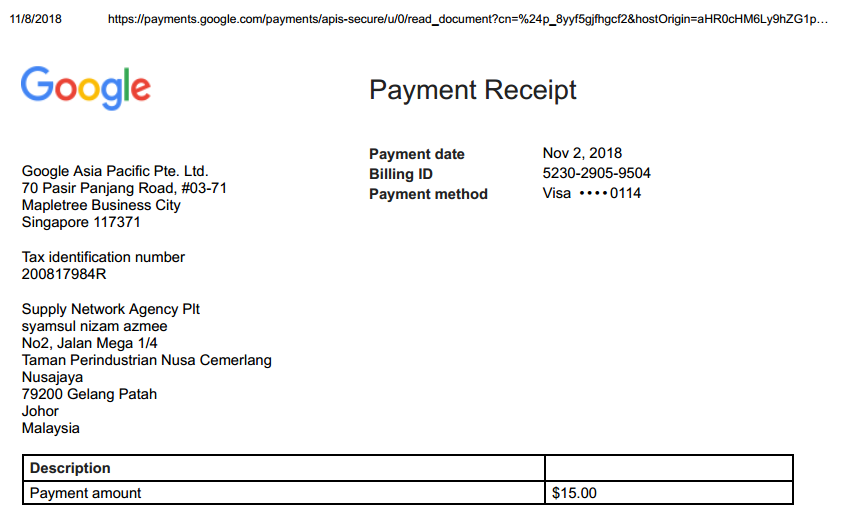 11/8/2018 https://payments.google.com/payments/apis-secure/u/0/read_document?cn=%24p_8yyf5gjfhgcf2&hostOrigin=aHR0cHM6Ly9hZG1p…
Google
Payment Receipt
Payment date Nov 2, 2018
Billing ID 5230-2905-9504
Payment method Visa ••••0114
Google Asia Pacific Pte. Ltd.
70 Pasir Panjang Road, #03-71
Mapletree Business City
Singapore 117371
Tax identification number
200817984R
Supply Network Agency Plt
syamsul nizam azmee
No2, Jalan Mega 1/4
Taman Perindustrian Nusa Cemerlang
Nusajaya
79200 Gelang Patah
Johor
Malaysia
Description
Payment amount $15.00